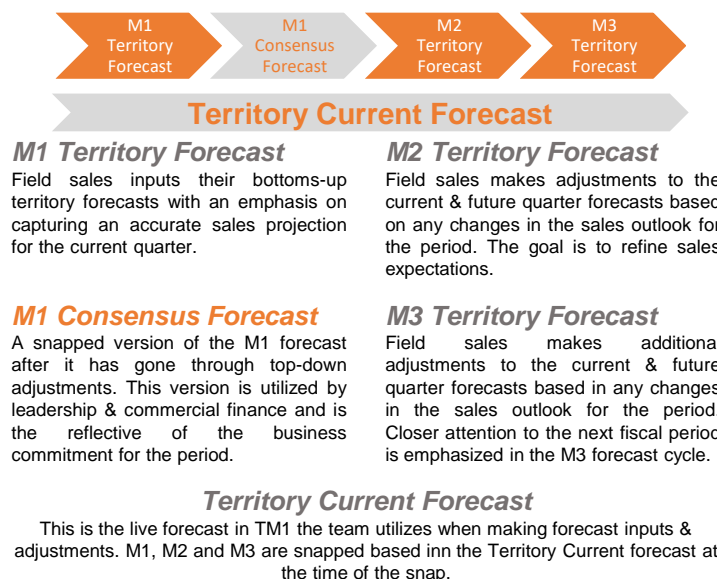 M1
Territory
Forecast
M1
Consensus
Forecast
M2
Territory
Forecast
M3
Territory
Forecast
Territory Current Forecast
M1 Territory Forecast
Field sales inputs their bottoms-up
territory forecasts with an emphasis on
capturing an accurate sales projection
for the current quarter.
M1 Consensus Forecast
A snapped version of the M1 forecast
after it has gone through top-down
adjustments. This version is utilized by
leadership & commercial finance and is
the reflective of the business
commitment for the period.
M2 Territory Forecast
Field sales makes adjustments to the
current & future quarter forecasts based
on any changes in the sales outlook for
the period. The goal is to refine sales
expectations.
M3 Territory Forecast
Field sales makes additional
adjustments to the current & future
quarter forecasts based in any changes
in the sales outlook for the period.
Closer attention to the next fiscal period
is emphasized in the M3 forecast cycle.
Territory Current Forecast
This is the live forecast in TM1 the team utilizes when making forecast inputs &
adjustments. M1, M2 and M3 are snapped based inn the Territory Current forecast at
the time of the snap.